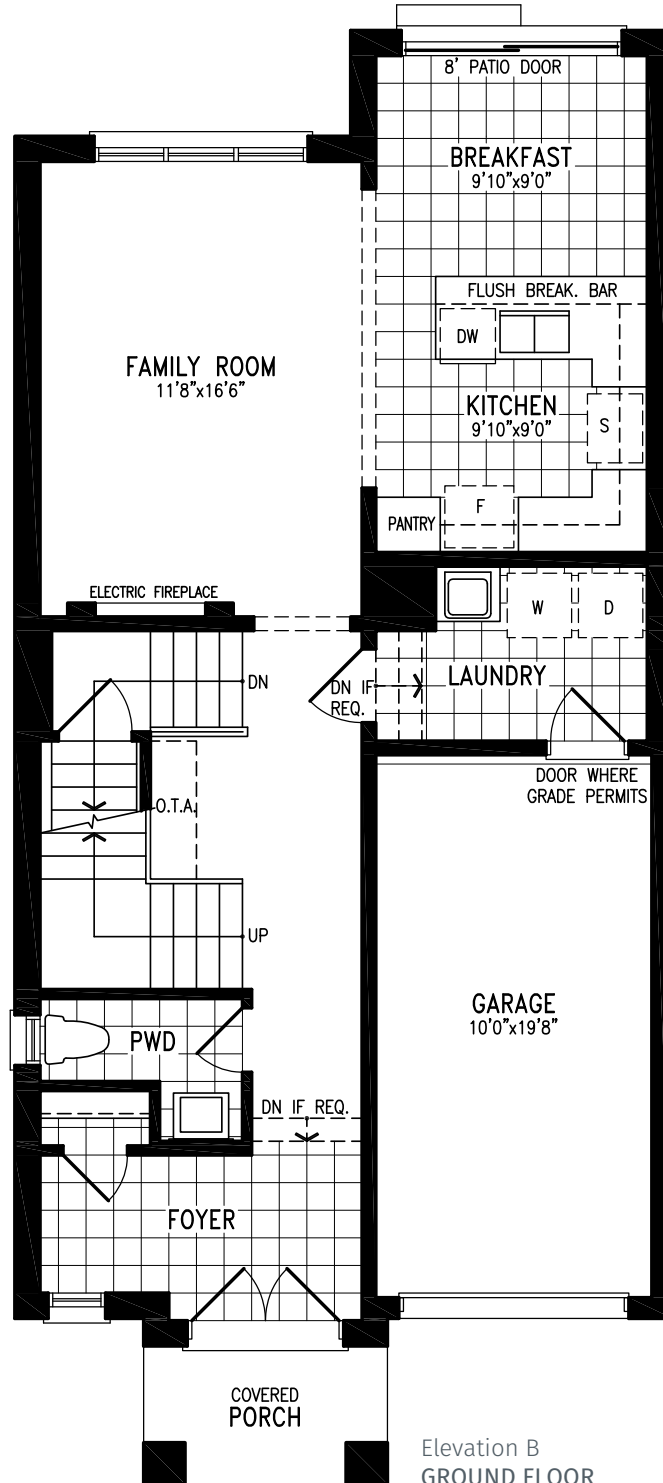 8' PATIO DOOR
BREAKFAST
9'10"x9'0"
FLUSH BREAK. BAR
DW
FAMILY ROOM
11'8"x16'6"
KITCHEN
9'10"x9'0"
S
F
PANTRY
ELECTRIC FIREPLACE
W
D
LAUNDRY
DN
DN IF
REQ.
DOOR WHERE
GRADE PERMITS
O.T.A.
UP
GARAGE
10'0"x19'8"
PWD
DN IF REQ.
FOYER
COVERED
PORCH
Elevation B
GROUND FLOOR